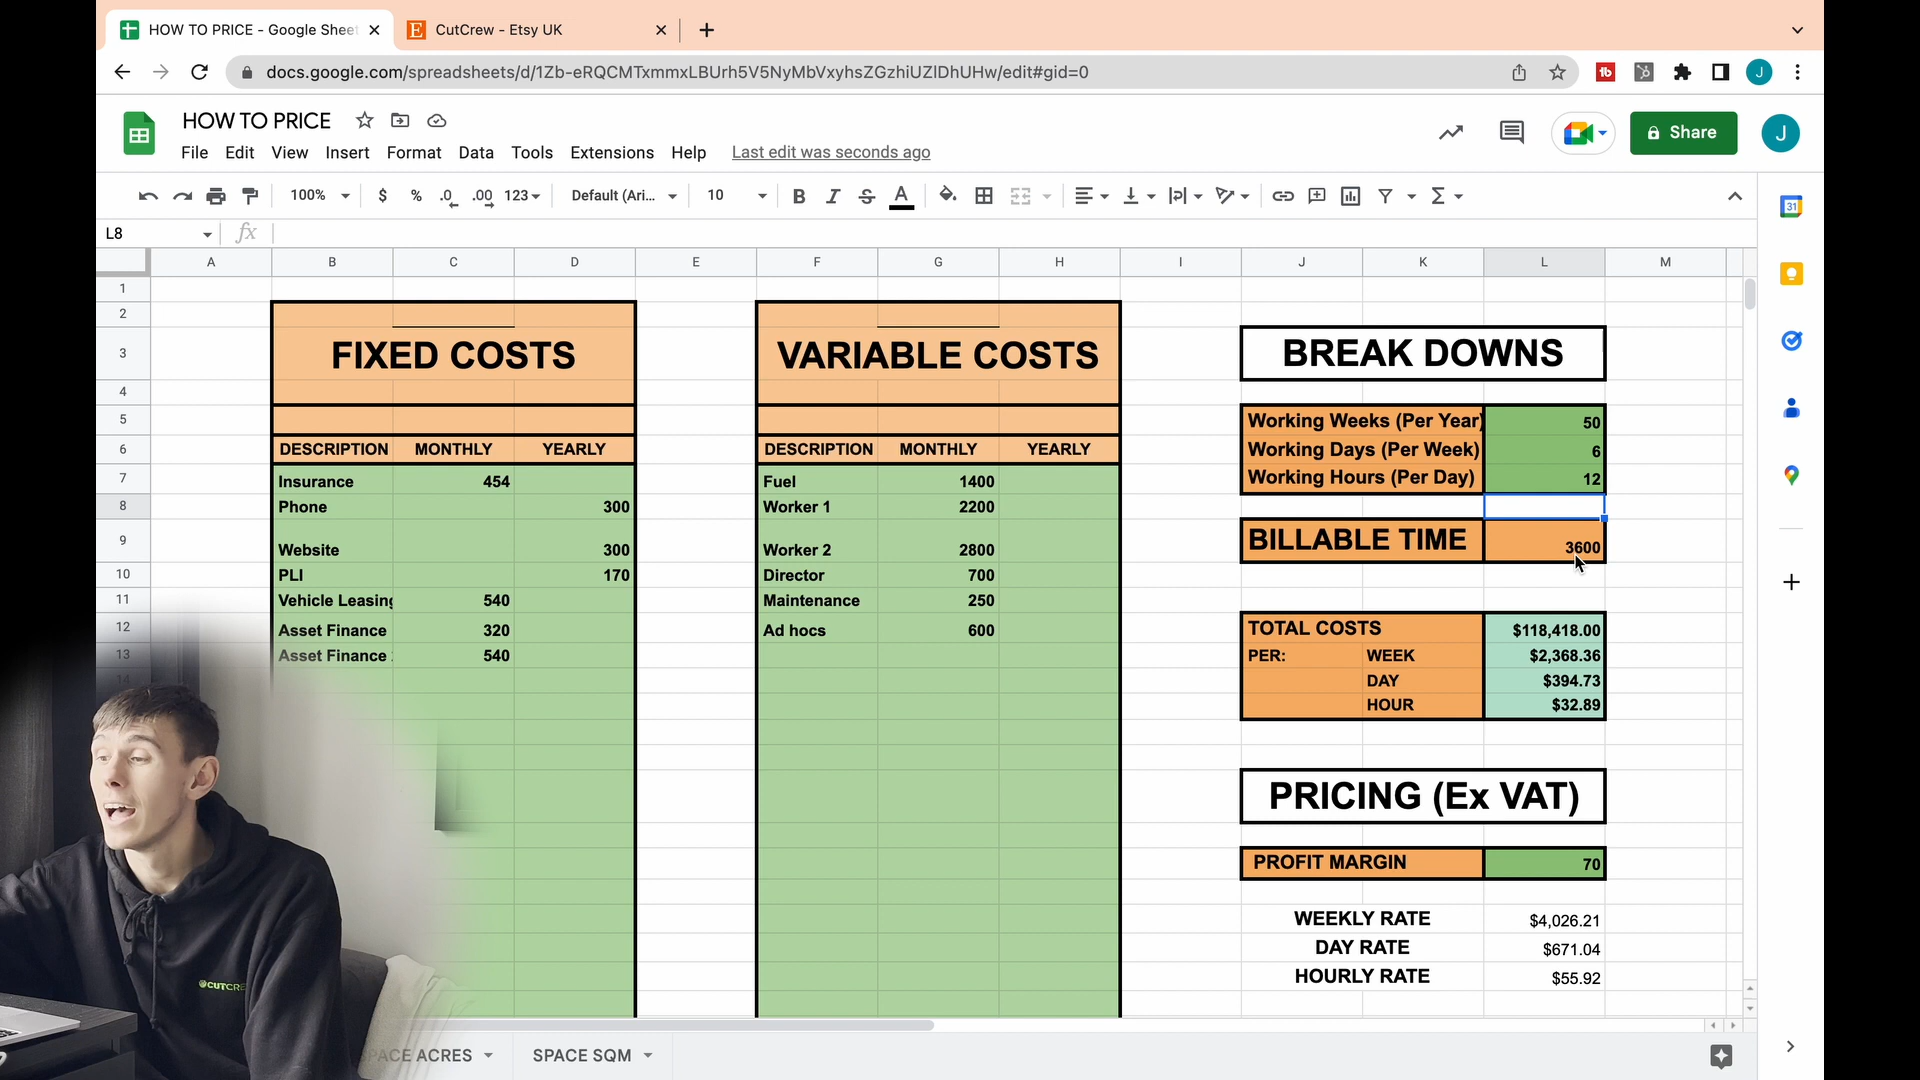 HOW TO PRICE - Google Sheet
CutCrew - Etsy UK
docs.google.com/spreadsheets/d/1Zb-eRQCMTxmmxLBUrh5V5NyMbVxyhsZGzhiUZlDhUHw/edit#gid=0
HOW TO PRICE
Share
J
File Edit View Insert Format Data Tools Extensions Help Last edit was seconds ago
100% $ % .0 .00 123 Default (Ari... 10 B I S A
L8 fx
A B C D E F G H I J K L M
1
2
3 FIXED COSTS VARIABLE COSTS BREAK DOWNS
4
5 Working Weeks (Per Year) 50
6 DESCRIPTION MONTHLY YEARLY DESCRIPTION MONTHLY YEARLY Working Days (Per Week) 6
7 Insurance 454 Fuel 1400 Working Hours (Per Day) 12
8 Phone 300 Worker 1 2200
9 Website 300 Worker 2 2800 BILLABLE TIME 3600
10 PLI 170 Director 700
11 Vehicle Leasing 540 Maintenance 250
12 Asset Finance 320 Ad hocs 600 TOTAL COSTS $118,418.00
13 Asset Finance 540 PER: WEEK $2,368.36
14 DAY $394.73
HOUR $32.89
PRICING (Ex VAT)
PROFIT MARGIN 70
WEEKLY RATE $4,026.21
DAY RATE $671.04
HOURLY RATE $55.92
SPACE ACRES SPACE SQM
31
CUTCRE